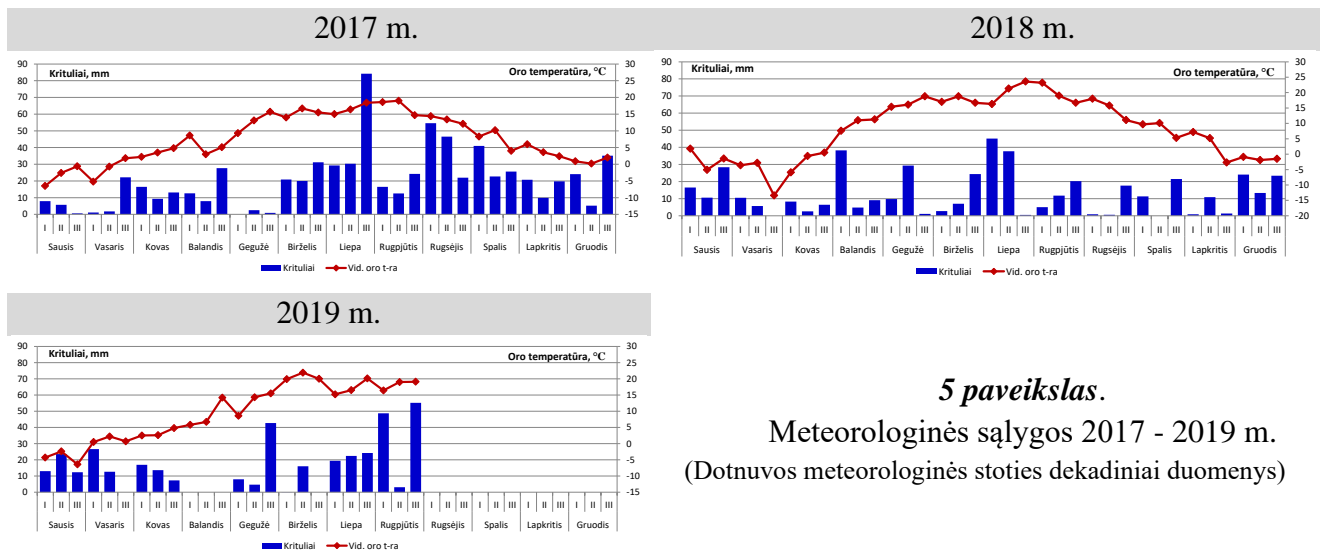 2017 m.
Krituliai, mm
Oro temperatūra, °C
90 80 70 60 50 40 30 20 10 0
30 25 20 15 10 5 0 -5 -10 -15
I II III I II III I II III I II III I II III I II III I II III I II III I II III I II III I II III I II III
Sausis Vasaris Kovas Balandis Gegužė Birželis Liepa Rugpjūtis Rugsėjis Spalis Lapkritis Gruodis
Krituliai Vid. oro t-ra
2018 m.
Krituliai, mm
Oro temperatūra, °C
90 80 70 60 50 40 30 20 10 0
30 25 20 15 10 5 0 -5 -10 -15 -20
I II III I II III I II III I II III I II III I II III I II III I II III I II III I II III I II III I II III
Sausis Vasaris Kovas Balandis Gegužė Birželis Liepa Rugpjūtis Rugsėjis Spalis Lapkritis Gruodis
Krituliai Vid. oro t-ra
2019 m.
Krituliai, mm
Oro temperatūra, °C
90 80 70 60 50 40 30 20 10 0
30 25 20 15 10 5 0 -5 -10 -15
I II III I II III I II III I II III I II III I II III I II III I II III I II III I II III I II III I II III
Sausis Vasaris Kovas Balandis Gegužė Birželis Liepa Rugpjūtis Rugsėjis Spalis Lapkritis Gruodis
Krituliai Vid. oro t-ra
5 paveikslas.
Meteorologinės sąlygos 2017 - 2019 m.
(Dotnuvos meteorologinės stoties dekadiniai duomenys)